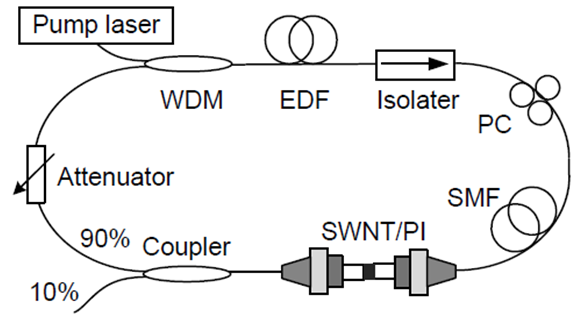 Pump laser
WDM
EDF
Isolater
PC
Attenuator
SMF
SWNT/PI
90%
Coupler
10%